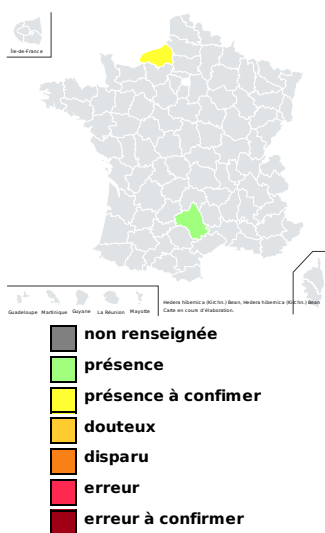 Île-de-France
Guadeloupe Martinique Guyane La Réunion Mayotte
Hedera hibernica (Kirchn.) Bean, Hedera hibernica (Kirchn.) Bean
Carte en cours d'élaboration.
non renseignée
présence
présence à confimer
douteux
disparu
erreur
erreur à confirmer